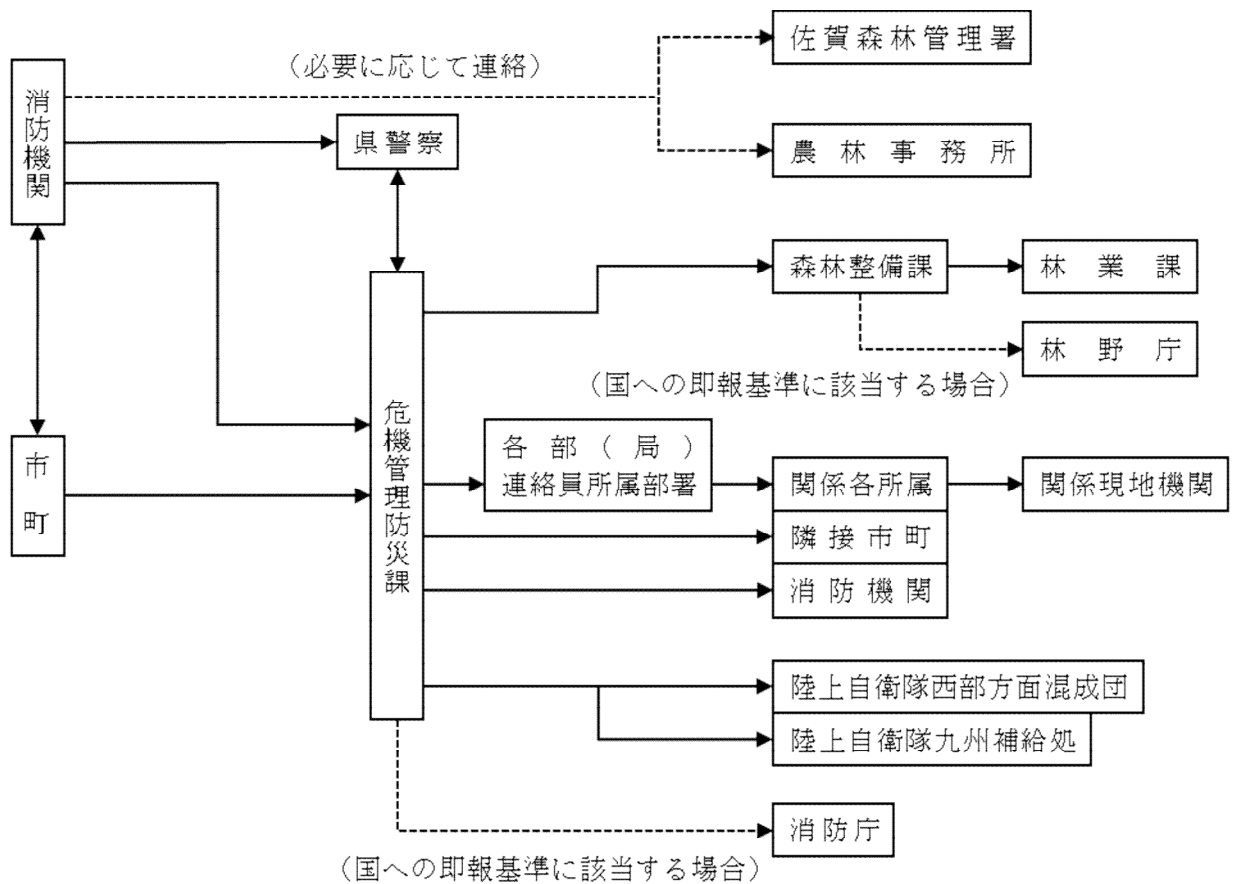 佐賀森林管理署
（必要に応じて連絡）
消防機関
県警察
農林事務所
森林整備課
林業課
林野庁
（国への即報基準に該当する場合）
危機管理防災課
市町
各部（局）
連絡員所属部署
関係各所属
関係現地機関
隣接市町
消防機関
陸上自衛隊西部方面混成団
陸上自衛隊九州補給処
消防庁
（国への即報基準に該当する場合）